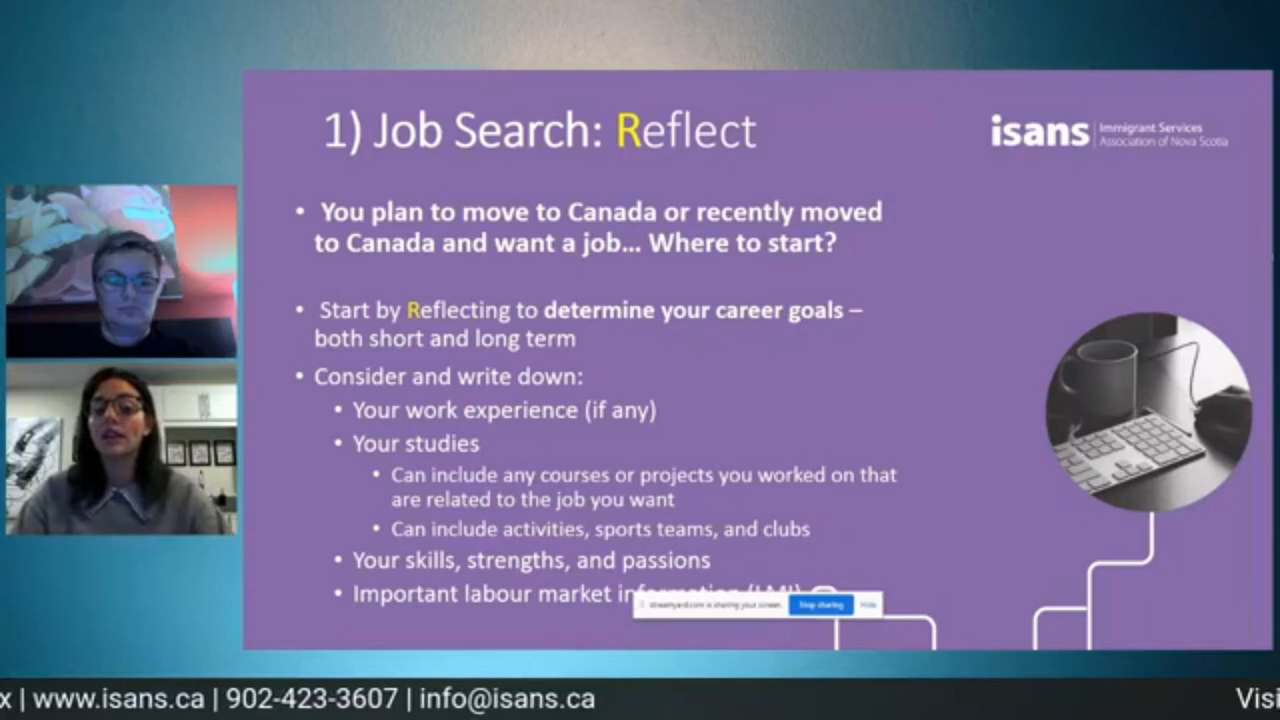 1) Job Search: Reflect
isans
Immigrant Services
Association of Nova Scotia
• You plan to move to Canada or recently moved
to Canada and want a job... Where to start?
• Start by Reflecting to determine your career goals –
both short and long term
• Consider and write down:
• Your work experience (if any)
• Your studies
• Can include any courses or projects you worked on that
are related to the job you want
• Can include activities, sports teams, and clubs
• Your skills, strengths, and passions
• Important labour market information (LMI)
streamyard.com is sharing your screen. Stop sharing Hide
x | www.isans.ca | 902-423-3607 | info@isans.ca
Visi